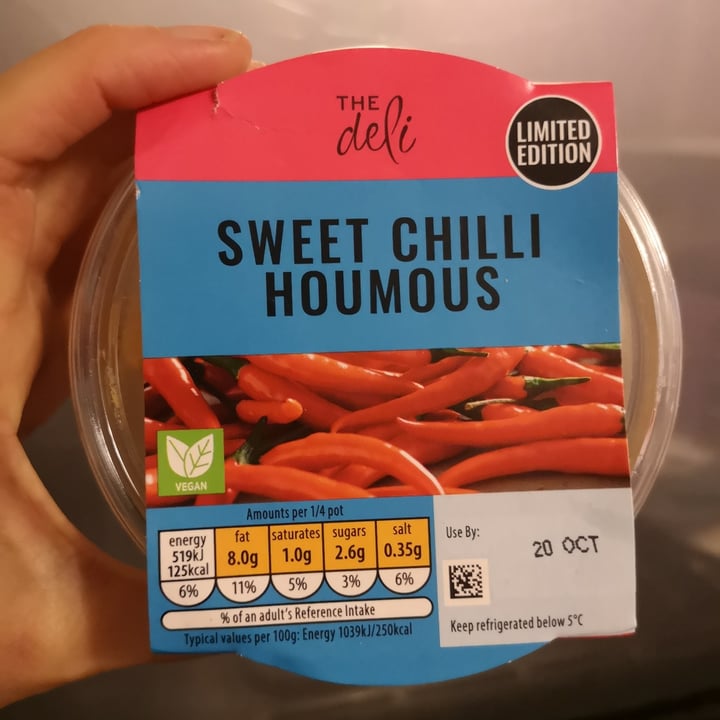 THE
deli
LIMITED
EDITION
SWEET CHILLI
HOUMOUS
VEGAN
Amounts per 1/4 pot
energy
519kJ
125kcal
6%
fat
8.0g
11%
saturates
1.0g
5%
sugars
2.6g
3%
salt
0.35g
6%
% of an adult's Reference Intake
Typical values per 100g: Energy 1039kJ/250kcal
Use By:
20 OCT
Keep refrigerated below 5°C